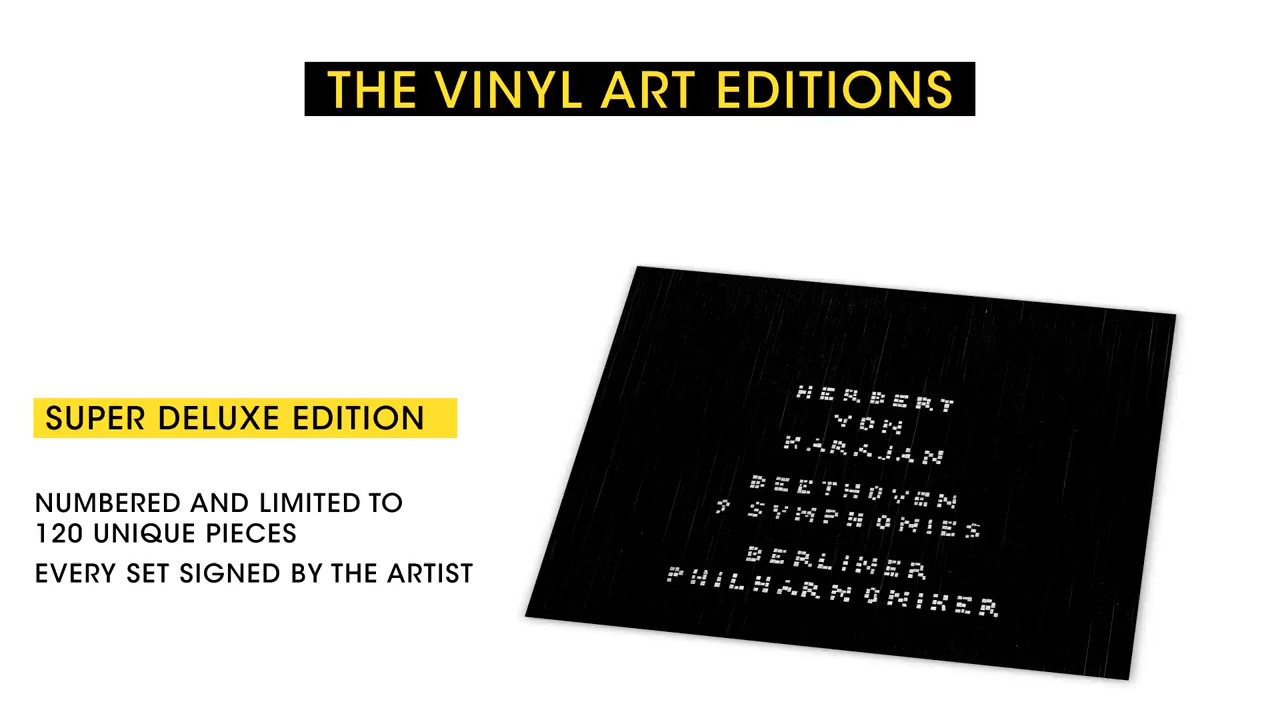 THE VINYL ART EDITIONS
SUPER DELUXE EDITION
NUMBERED AND LIMITED TO
120 UNIQUE PIECES
EVERY SET SIGNED BY THE ARTIST
HERBERT
VON
KARAJAN
BEETHOVEN
9 SYMPHONIES
BERLINER
PHILHARMONIKER